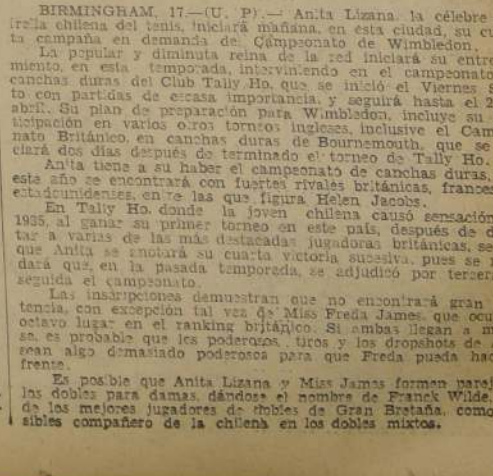 BIRMINGHAM, 17.—(U. P).— Anita Lizana, la célebre
trella chilena del tenis, iniciará mañana, en esta ciudad, su cu
ta campaña en demanda de Campeonato de Wimbledon.
La popular y diminuta reina de la red iniciará su entre
miento, en esta temporada, interviniendo en el campeonato
canchas duras del Club Tally Ho, que se inició el Viernes S
to con partidas de escasa importancia, y seguirá hasta el 2
abril. Su plan de preparación para Wimbledon, incluye su
ticipación en varios otros torneos ingleses, inclusive el Cam
nato Británico, en canchas duras de Bournemouth, que se
ciará dos días después de terminado el torneo de Tally Ho.
Anita tiene a su haber el campeonato de canchas duras,
este año se encontrará con fuertes rivales británicas, frances
estadounidenses, entre las que figura Helen Jacobs.
En Tally Ho, donde la joven chilena causó sensación
1935, al ganar su primer torneo en este país, después de d
tar a varias de las más destacadas jugadoras británicas, se
que Anita se anotará su cuarta victoria sucesiva, pues se r
dará que, en la pasada temporada, se adjudicó por tercer
seguida el campeonato.
Las inscripciones demuestran que no encontrará gran
tencia, con excepción tal vez de Miss Freda James, que ocu
octavo lugar en el ranking británico. Si ambas llegan a m
se, es probable que los poderosos tiros y los dropshots de
sean algo demasiado poderosos para que Freda pueda hac
frente.
Es posible que Anita Lizana y Miss James formen parej
los dobles para damas, dándose el nombre de Franck Wilde,
de los mejores jugadores de dobles de Gran Bretaña, como
sibles compañero de la chilena en los dobles mixtos.